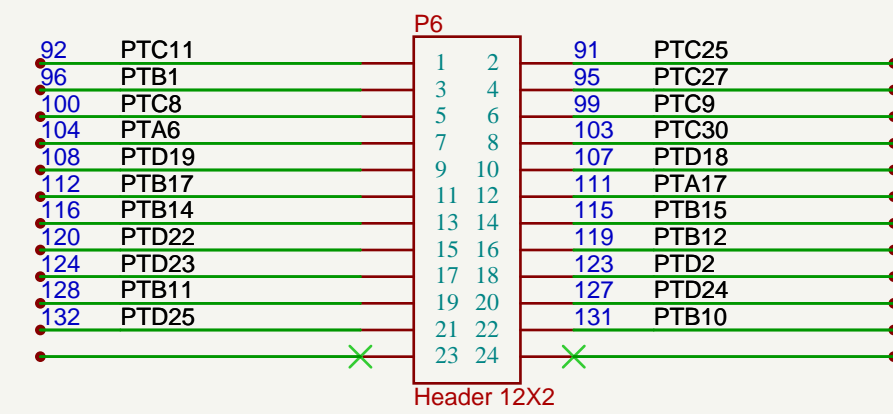 P6
92 PTC11 1 2 91 PTC25
96 PTB1 3 4 95 PTC27
100 PTC8 5 6 99 PTC9
104 PTA6 7 8 103 PTC30
108 PTD19 9 10 107 PTD18
112 PTB17 11 12 111 PTA17
116 PTB14 13 14 115 PTB15
120 PTD22 15 16 119 PTB12
124 PTD23 17 18 123 PTD2
128 PTB11 19 20 127 PTD24
132 PTD25 21 22 131 PTB10
23 24
Header 12X2